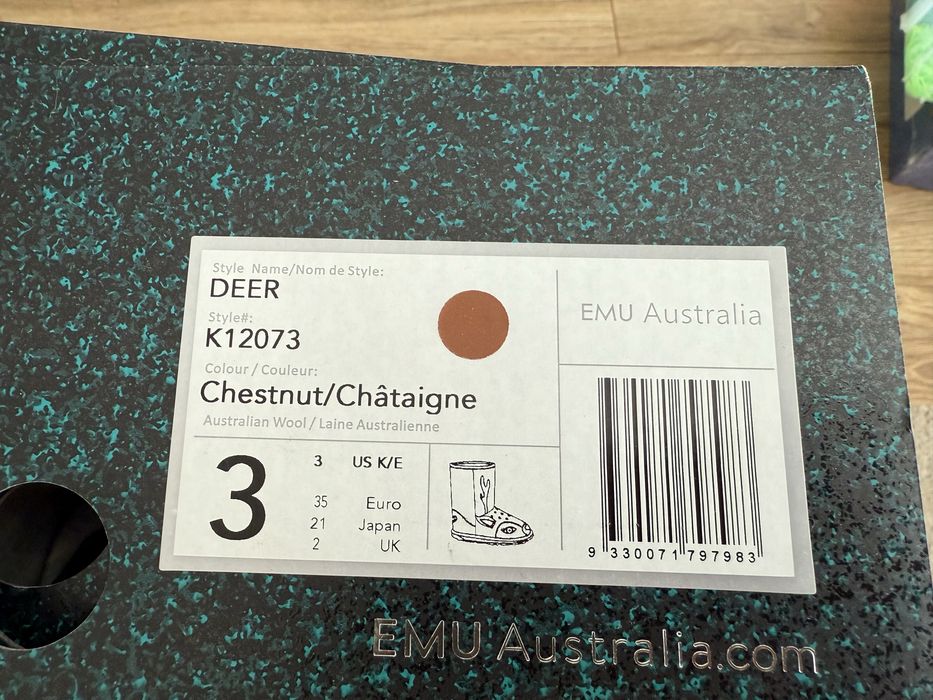 Style Name/Nom de Style:
DEER
Style#:
K12073
Colour / Couleur:
Chestnut/Châtaigne
Australian Wool / Laine Australienne
3
3 US K/E
35 Euro
21 Japan
2 UK
EMU Australia
9 330071 797983
EMU Australia.com